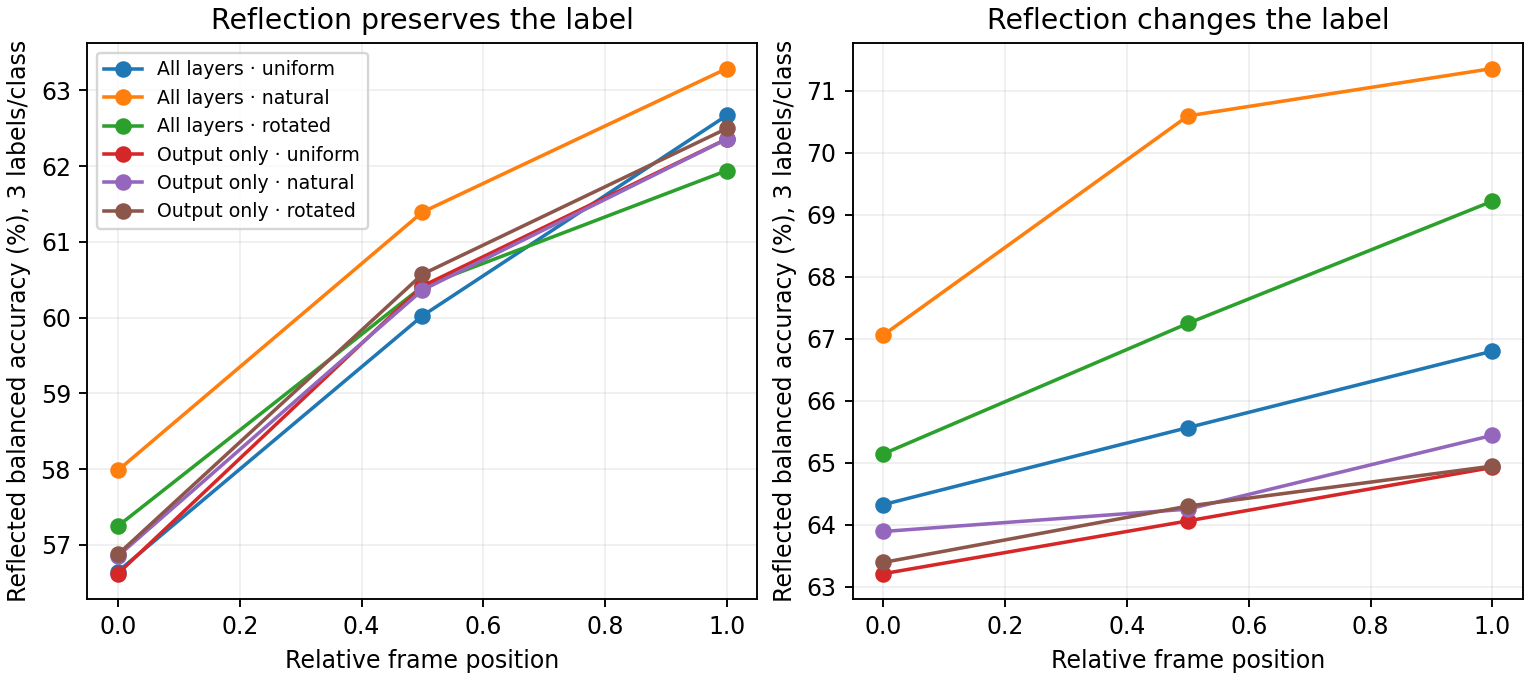 Reflection preserves the label
Reflected balanced accuracy (%), 3 labels/class
63
62
61
60
59
58
57
All layers · uniform
All layers · natural
All layers · rotated
Output only · uniform
Output only · natural
Output only · rotated
0.0 0.2 0.4 0.6 0.8 1.0
Relative frame position
Reflection changes the label
Reflected balanced accuracy (%), 3 labels/class
71
70
69
68
67
66
65
64
63
0.0 0.2 0.4 0.6 0.8 1.0
Relative frame position